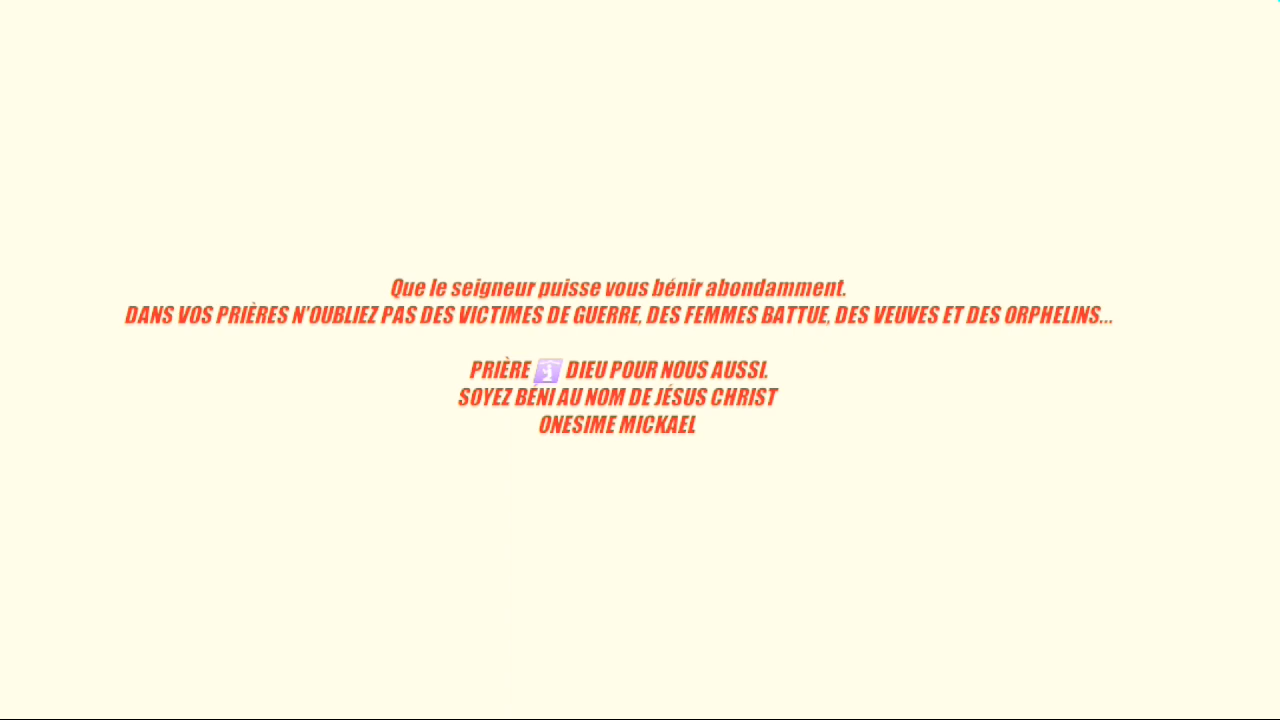 Que le seigneur puisse vous bénir abondamment.
DANS VOS PRIÈRES N'OUBLIEZ PAS DES VICTIMES DE GUERRE, DES FEMMES BATTUE, DES VEUVES ET DES ORPHELINS...
PRIÈRE 🛐 DIEU POUR NOUS AUSSI.
SOYEZ BÉNI AU NOM DE JÉSUS CHRIST
ONESIME MICKAEL